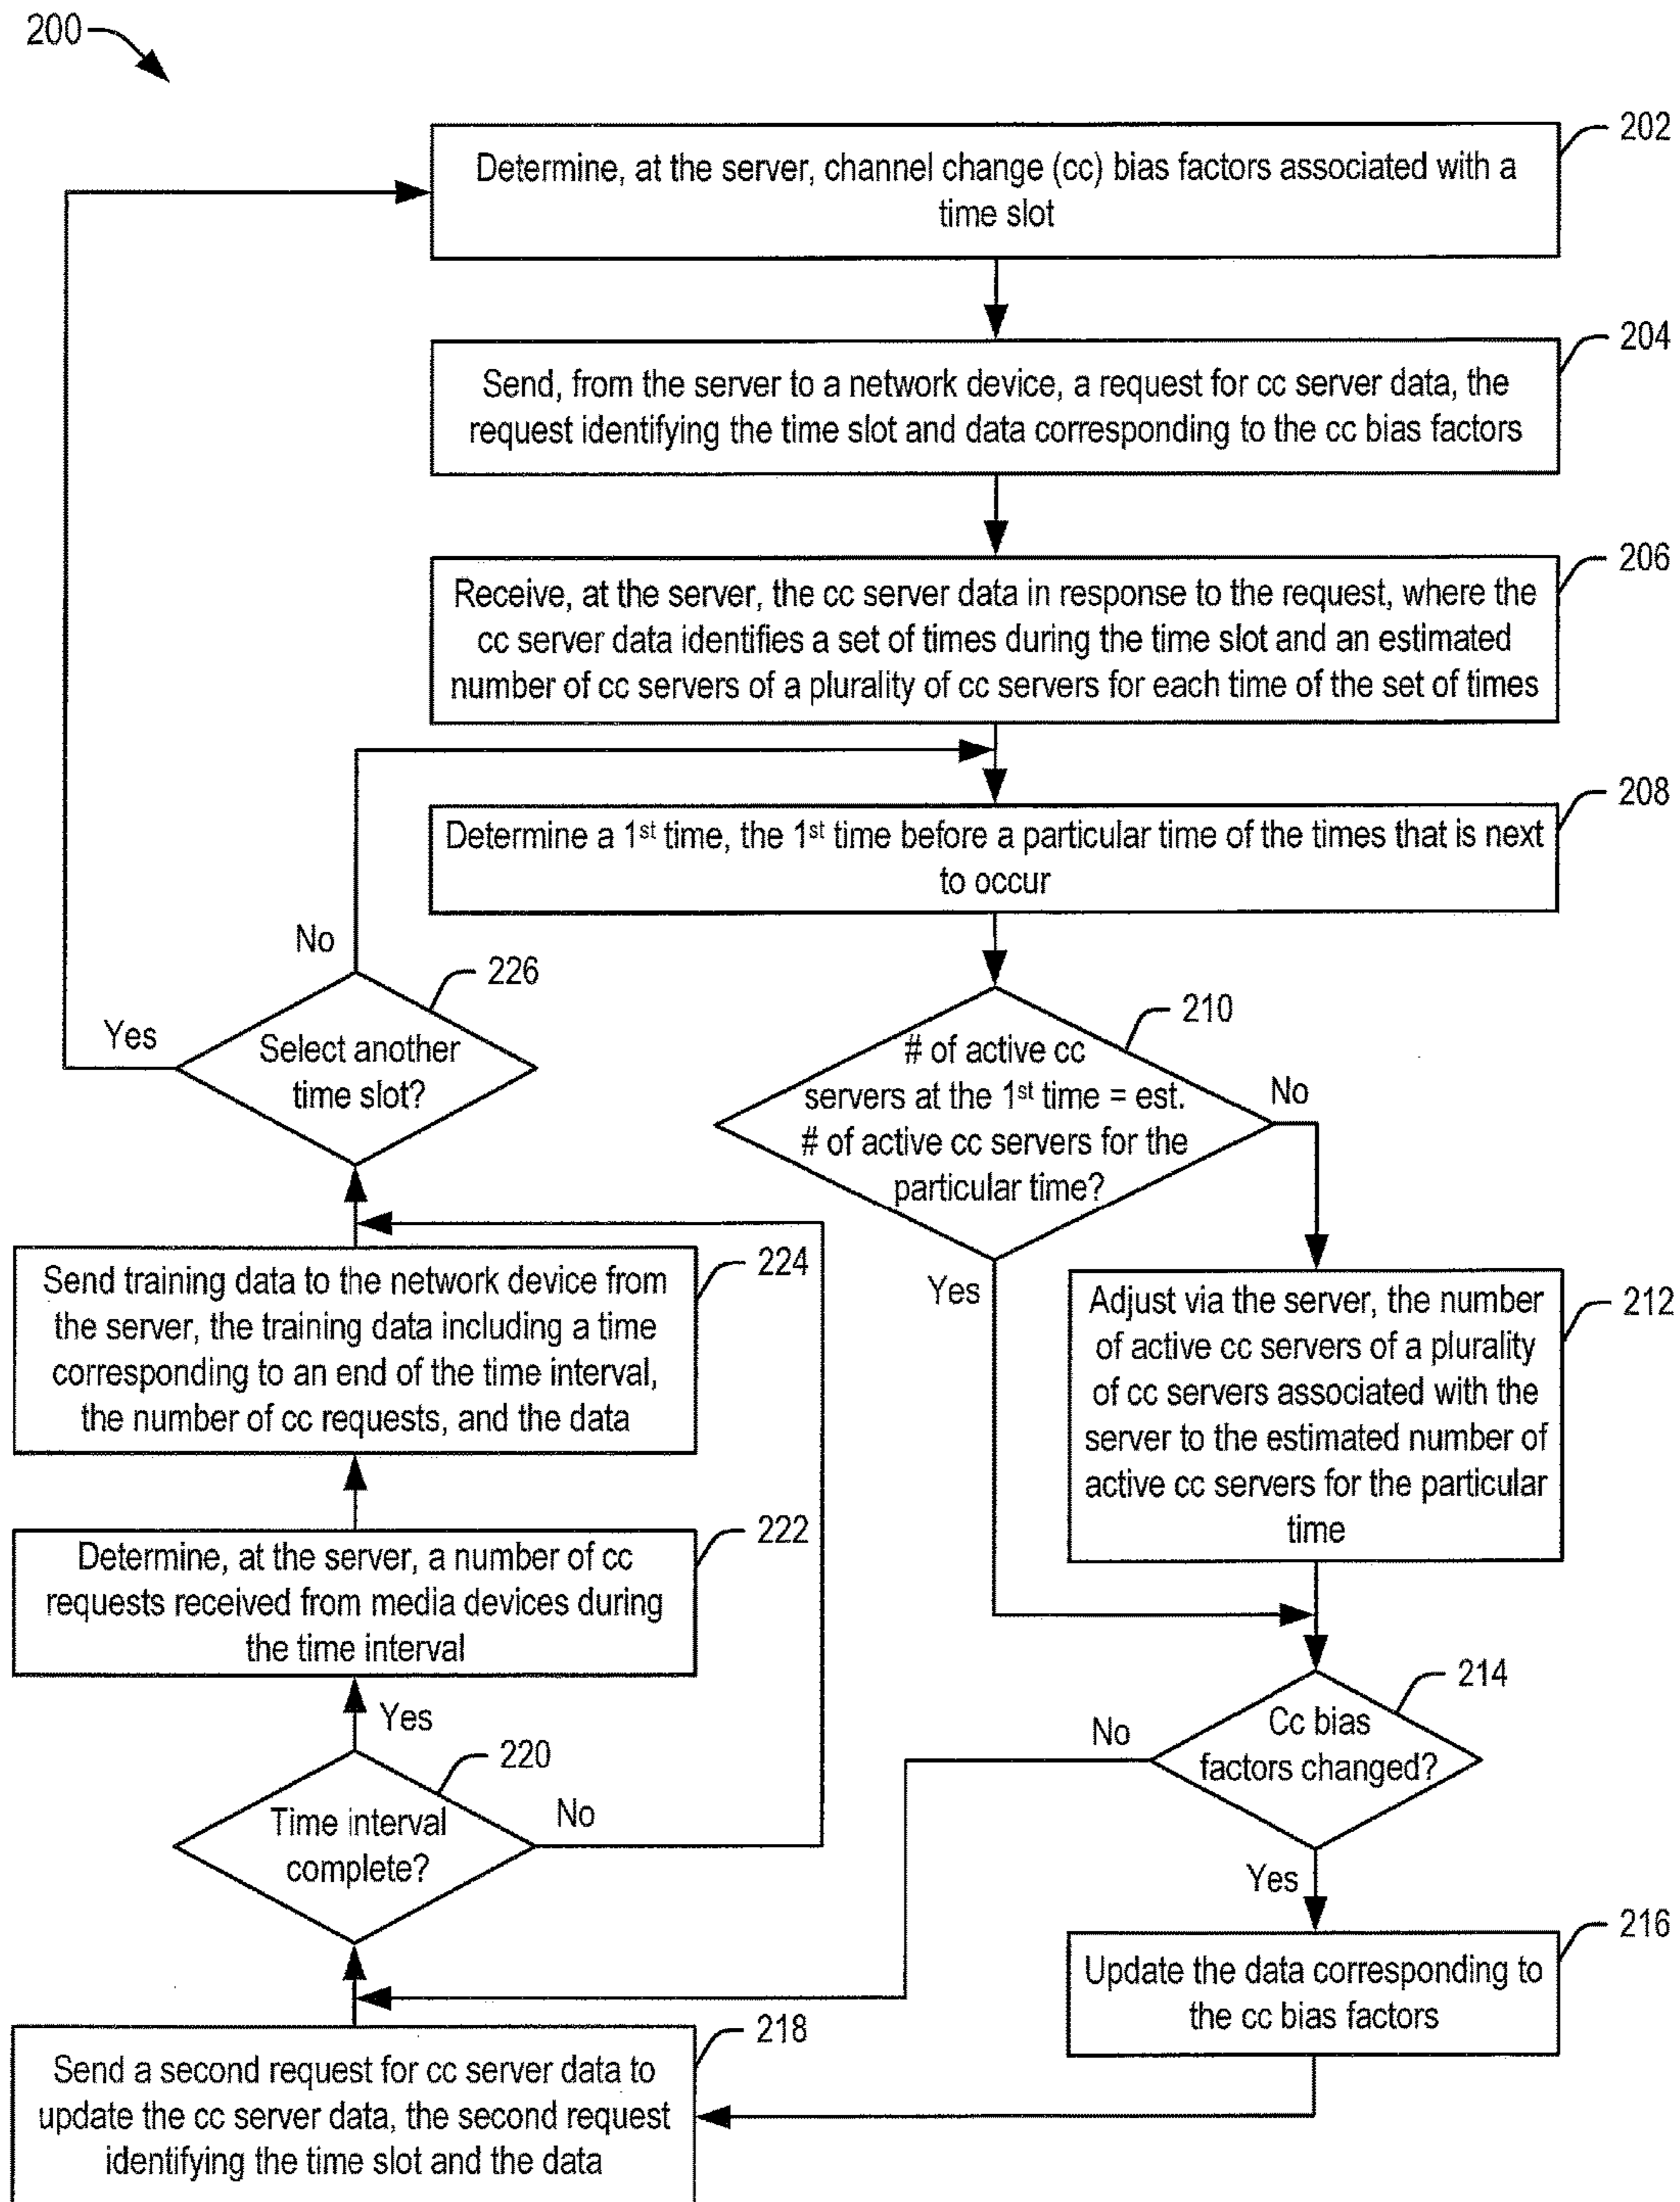 200
202
Determine, at the server, channel change (cc) bias factors associated with a
time slot
204
Send, from the server to a network device, a request for cc server data, the
request identifying the time slot and data corresponding to the cc bias factors
206
Receive, at the server, the cc server data in response to the request, where the
cc server data identifies a set of times during the time slot and an estimated
number of cc servers of a plurality of cc servers for each time of the set of times
208
Determine a 1st time, the 1st time before a particular time of the times that is next
to occur
210
# of active cc
servers at the 1st time = est.
# of active cc servers for the
particular time?
No
Yes
212
Adjust via the server, the number
of active cc servers of a plurality
of cc servers associated with the
server to the estimated number of
active cc servers for the particular
time
214
Cc bias
factors changed?
No
Yes
216
Update the data corresponding to
the cc bias factors
218
Send a second request for cc server data to
update the cc server data, the second request
identifying the time slot and the data
220
Time interval
complete?
No
Yes
222
Determine, at the server, a number of cc
requests received from media devices during
the time interval
224
Send training data to the network device from
the server, the training data including a time
corresponding to an end of the time interval,
the number of cc requests, and the data
226
Select another
time slot?
No
Yes